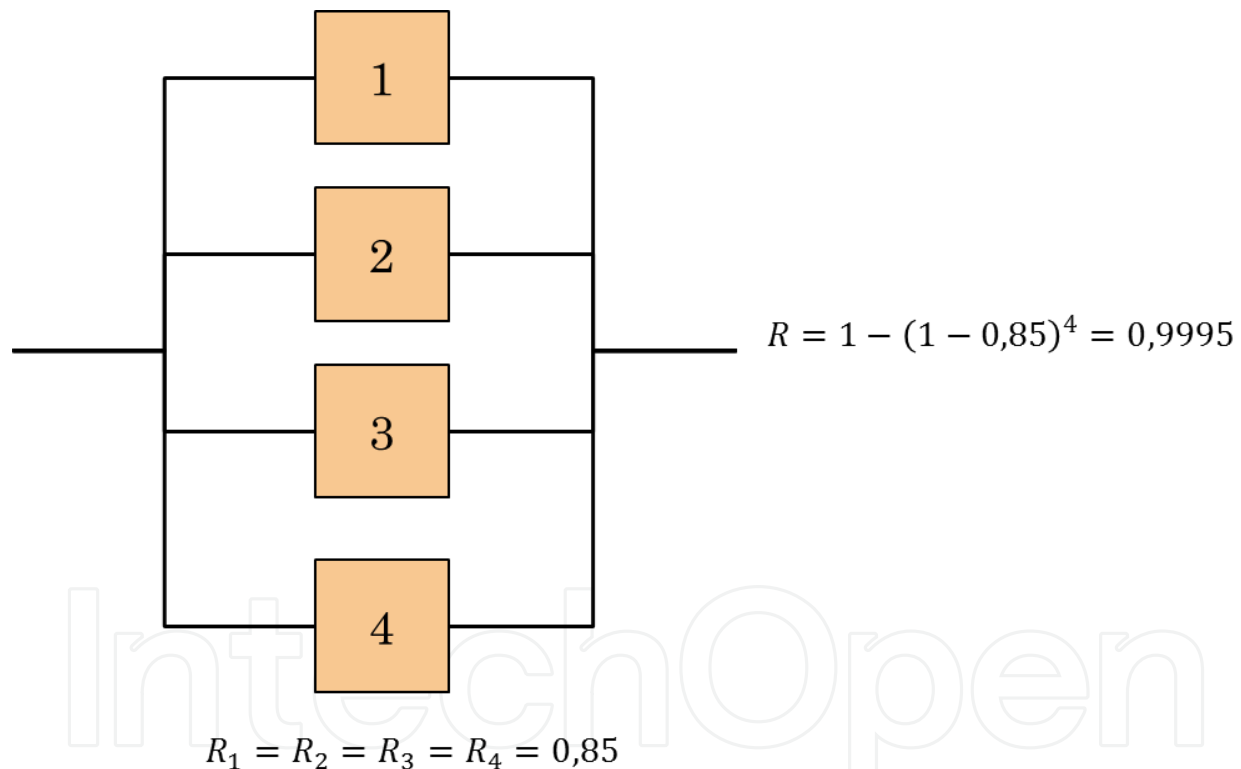 1
2
R = 1 − (1 − 0,85)⁴ = 0,9995
3
4
IntechOpen
R₁ = R₂ = R₃ = R₄ = 0,85